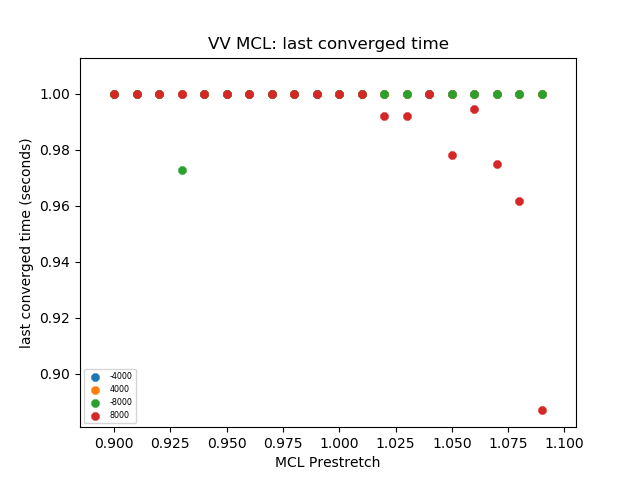 VV MCL: last converged time
last converged time (seconds)
1.00
0.98
0.96
0.94
0.92
0.90
-4000
4000
-8000
8000
0.900 0.925 0.950 0.975 1.000 1.025 1.050 1.075 1.100
MCL Prestretch